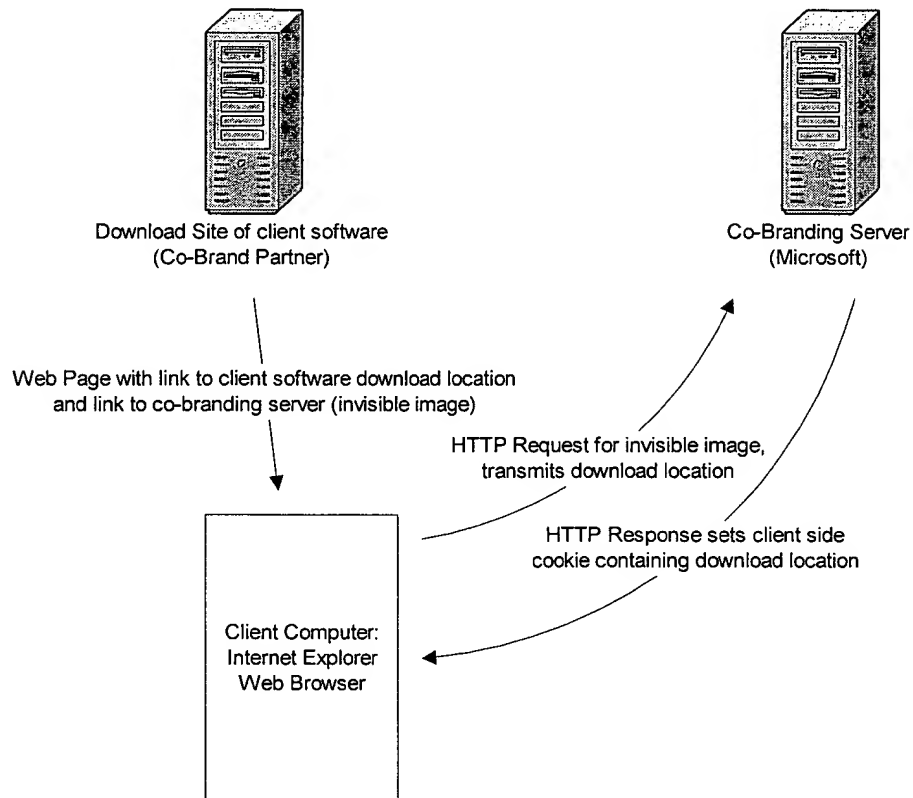 Download Site of client software
(Co-Brand Partner)
Co-Branding Server
(Microsoft)
Web Page with link to client software download location
and link to co-branding server (invisible image)
HTTP Request for invisible image,
transmits download location
HTTP Response sets client side
cookie containing download location
Client Computer:
Internet Explorer
Web Browser